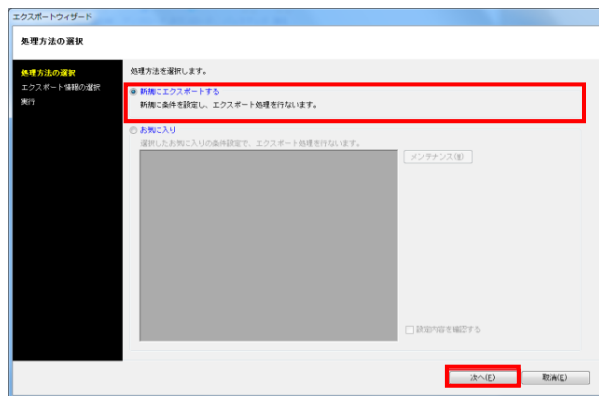 エクスポートウィザード
処理方法の選択
処理方法の選択
エクスポート情報の選択
実行
処理方法を選択します。
新規にエクスポートする
新規に条件を設定し、エクスポート処理を行ないます。
お気に入り
選択したお気に入りの条件設定で、エクスポート処理を行ないます。
メンテナンス(M)
設定内容を確認する
次へ(F)
取消(E)